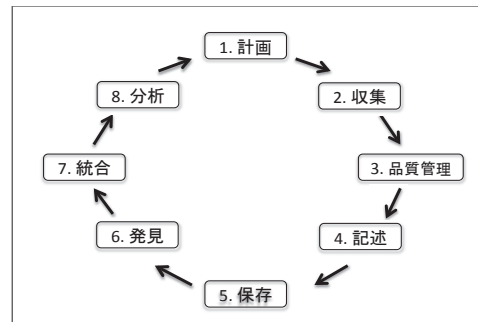 1. 計画
2. 収集
3. 品質管理
4. 記述
5. 保存
6. 発見
7. 統合
8. 分析